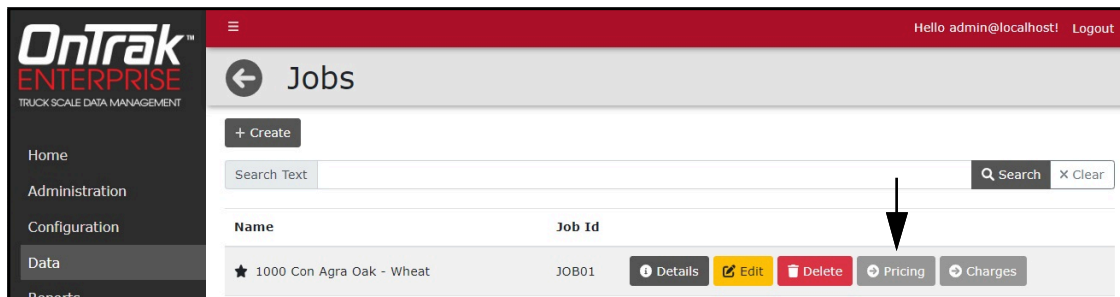 OnTrak™
ENTERPRISE
TRUCK SCALE DATA MANAGEMENT
Home
Administration
Configuration
Data
Reports
Hello admin@localhost! Logout
Jobs
+ Create
Search Text Search × Clear
Name Job Id
1000 Con Agra Oak - Wheat JOB01 Details Edit Delete Pricing Charges